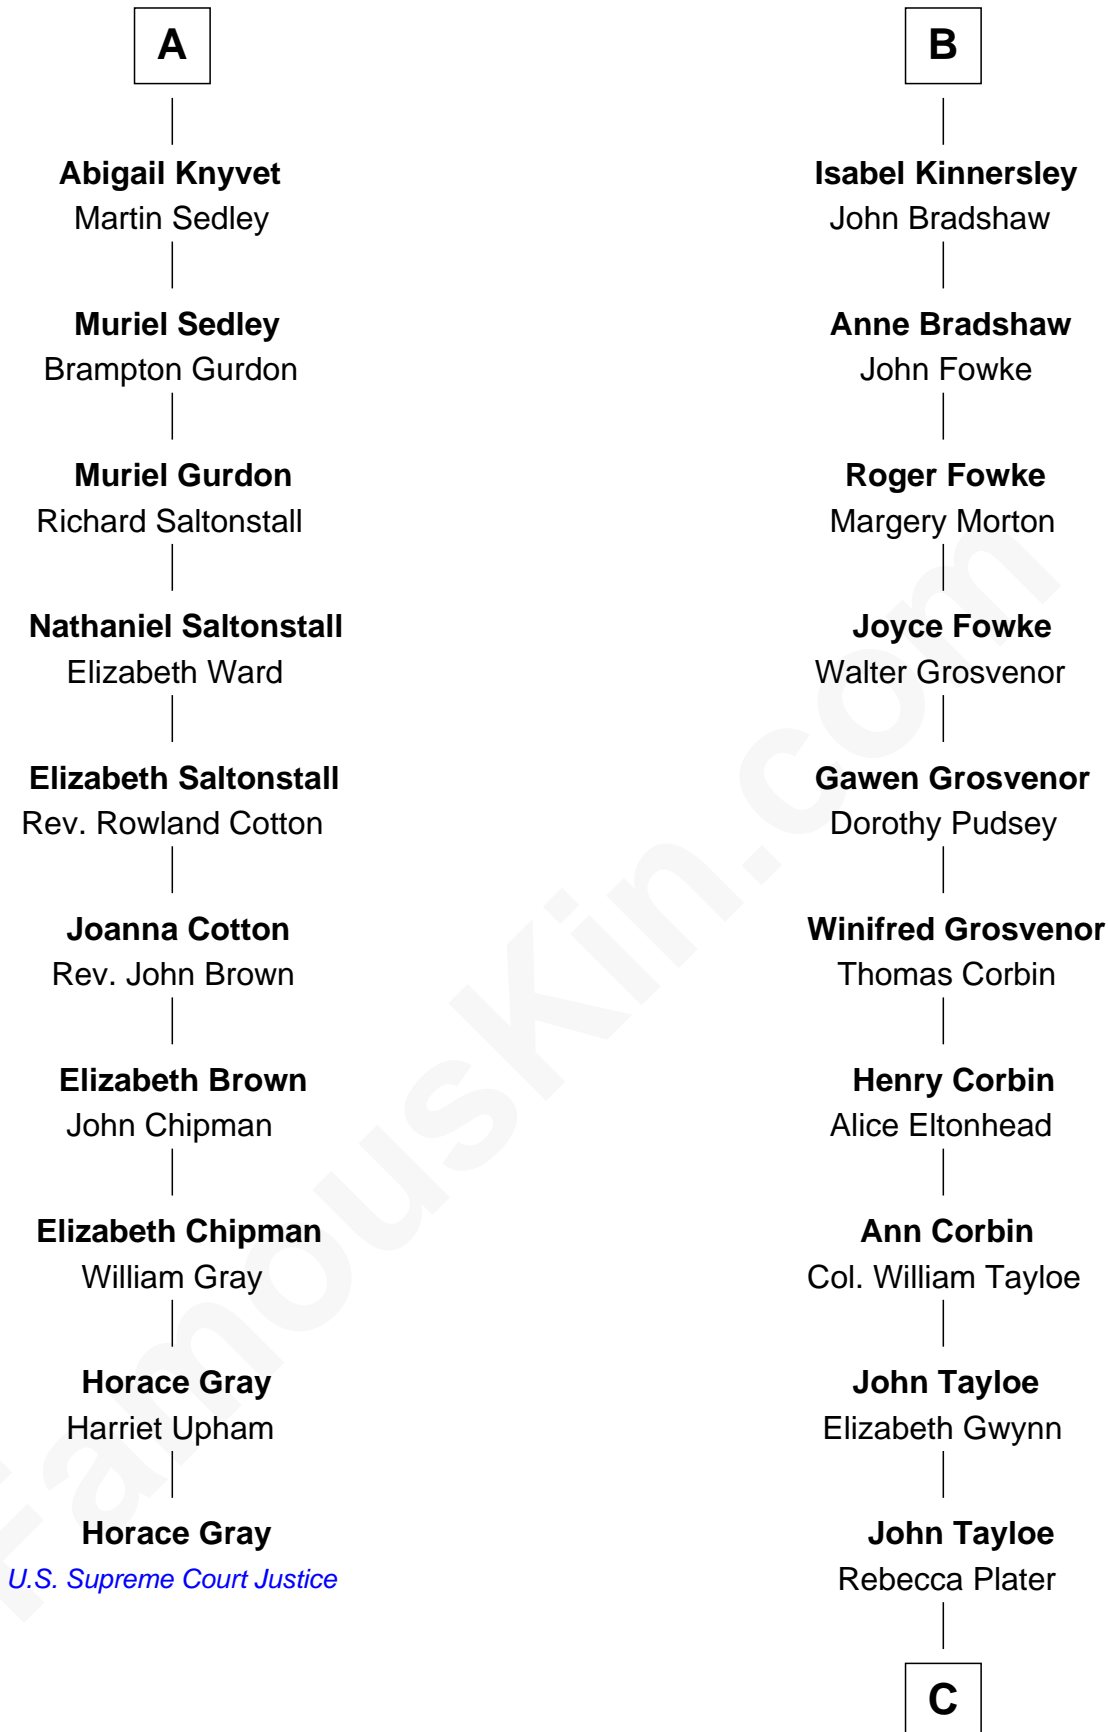 A
Abigail Knyvet
Martin Sedley
Muriel Sedley
Brampton Gurdon
Muriel Gurdon
Richard Saltonstall
Nathaniel Saltonstall
Elizabeth Ward
Elizabeth Saltonstall
Rev. Rowland Cotton
Joanna Cotton
Rev. John Brown
Elizabeth Brown
John Chipman
Elizabeth Chipman
William Gray
Horace Gray
Harriet Upham
Horace Gray
U.S. Supreme Court Justice
B
Isabel Kinnersley
John Bradshaw
Anne Bradshaw
John Fowke
Roger Fowke
Margery Morton
Joyce Fowke
Walter Grosvenor
Gawen Grosvenor
Dorothy Pudsey
Winifred Grosvenor
Thomas Corbin
Henry Corbin
Alice Eltonhead
Ann Corbin
Col. William Tayloe
John Tayloe
Elizabeth Gwynn
John Tayloe
Rebecca Plater
C
FamousKin.com